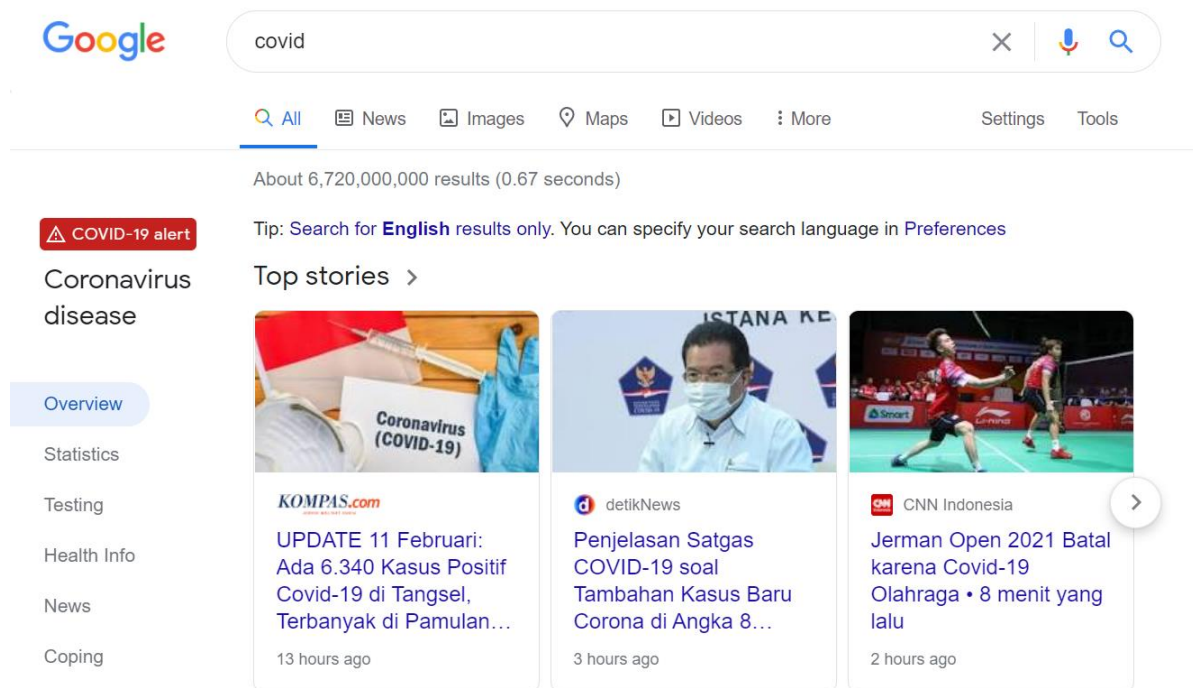 Google
covid
All News Images Maps Videos More Settings Tools
About 6,720,000,000 results (0.67 seconds)
COVID-19 alert
Tip: Search for English results only. You can specify your search language in Preferences
Coronavirus
disease
Top stories
Overview
Statistics
Testing
Health Info
News
Coping
Coronavirus
(COVID-19)
KOMPAS.com
UPDATE 11 Februari:
Ada 6.340 Kasus Positif
Covid-19 di Tangsel,
Terbanyak di Pamulan...
13 hours ago
ISTANA KE
detikNews
Penjelasan Satgas
COVID-19 soal
Tambahan Kasus Baru
Corona di Angka 8...
3 hours ago
Smart
LI-NING
CNN
CNN Indonesia
Jerman Open 2021 Batal
karena Covid-19
Olahraga • 8 menit yang
lalu
2 hours ago